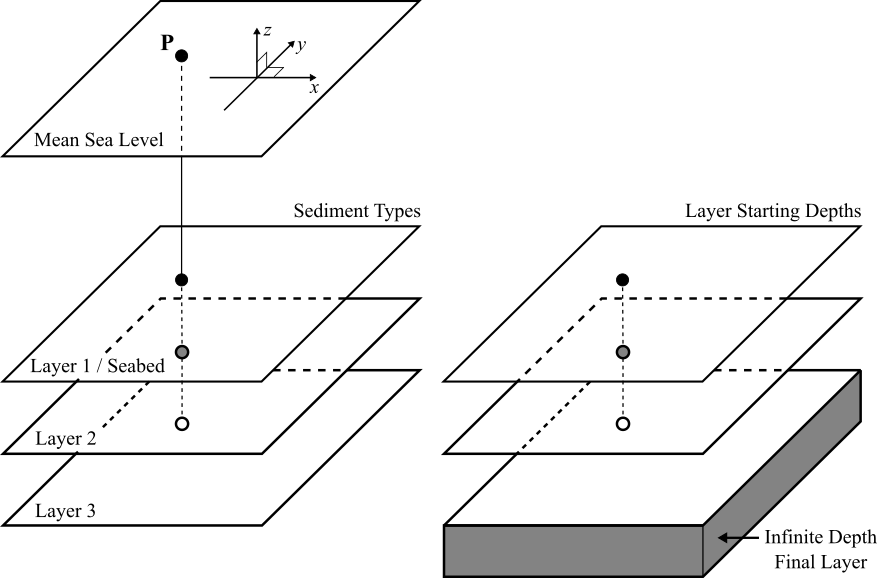 z
P
y
x
Mean Sea Level
Sediment Types
Layer Starting Depths
Layer 1 / Seabed
Layer 2
Layer 3
Infinite Depth
Final Layer